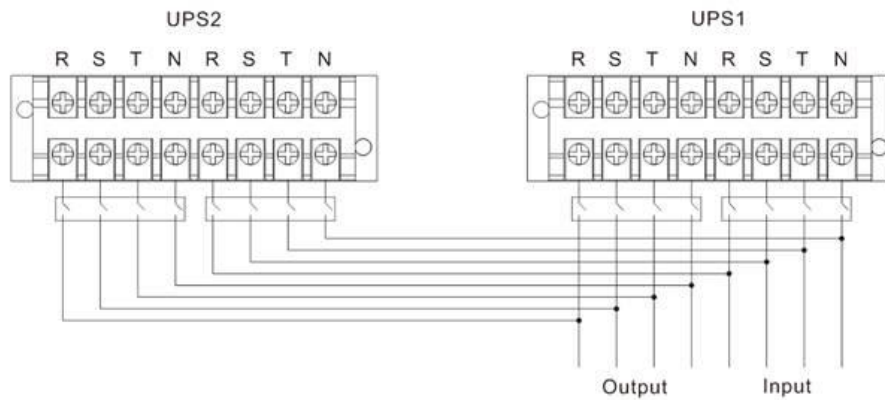 UPS2
UPS1
R S T N R S T N
R S T N R S T N
Output
Input